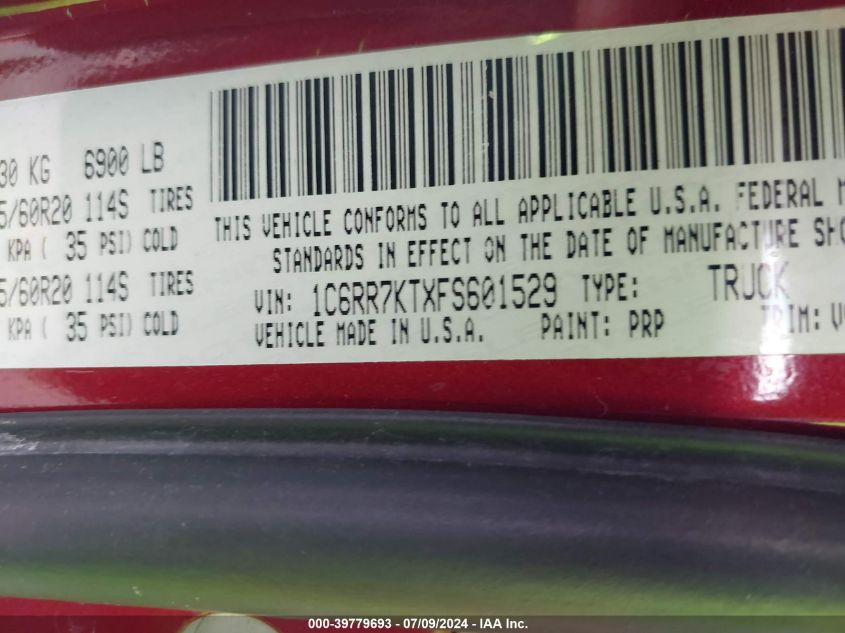 30 KG 6900 LB
5/60R20 114S TIRES
KPA ( 35 PSI) COLD
5/60R20 114S TIRES
KPA ( 35 PSI) COLD
THIS VEHICLE CONFORMS TO ALL APPLICABLE U.S.A. FEDERAL M
STANDARDS IN EFFECT ON THE DATE OF MANUFACTURE SHO
VIN: 1C6RR7KTXFS601529 TYPE: TRUCK
VEHICLE MADE IN U.S.A. PAINT: PRP TRIM: V9
000-39779693 - 07/09/2024 - IAA Inc.